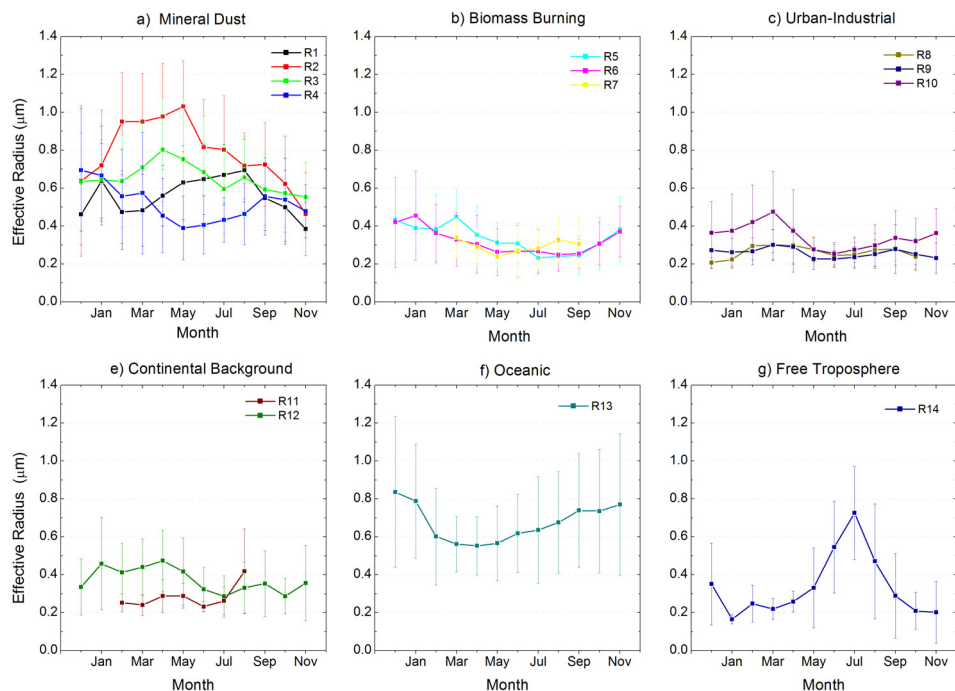 a) Mineral Dust
b) Biomass Burning
c) Urban-Industrial
1.4
1.2
1.0
0.8
0.6
0.4
0.2
0.0
Effective Radius (μm)
R1
R2
R3
R4
Jan Mar May Jul Sep Nov
Month
1.4
1.2
1.0
0.8
0.6
0.4
0.2
0.0
R5
R6
R7
Jan Mar May Jul Sep Nov
Month
1.4
1.2
1.0
0.8
0.6
0.4
0.2
0.0
R8
R9
R10
Jan Mar May Jul Sep Nov
Month
e) Continental Background
f) Oceanic
g) Free Troposphere
1.4
1.2
1.0
0.8
0.6
0.4
0.2
0.0
Effective Radius (μm)
R11
R12
Jan Mar May Jul Sep Nov
Month
1.4
1.2
1.0
0.8
0.6
0.4
0.2
0.0
R13
Jan Mar May Jul Sep Nov
Month
1.4
1.2
1.0
0.8
0.6
0.4
0.2
0.0
R14
Jan Mar May Jul Sep Nov
Month